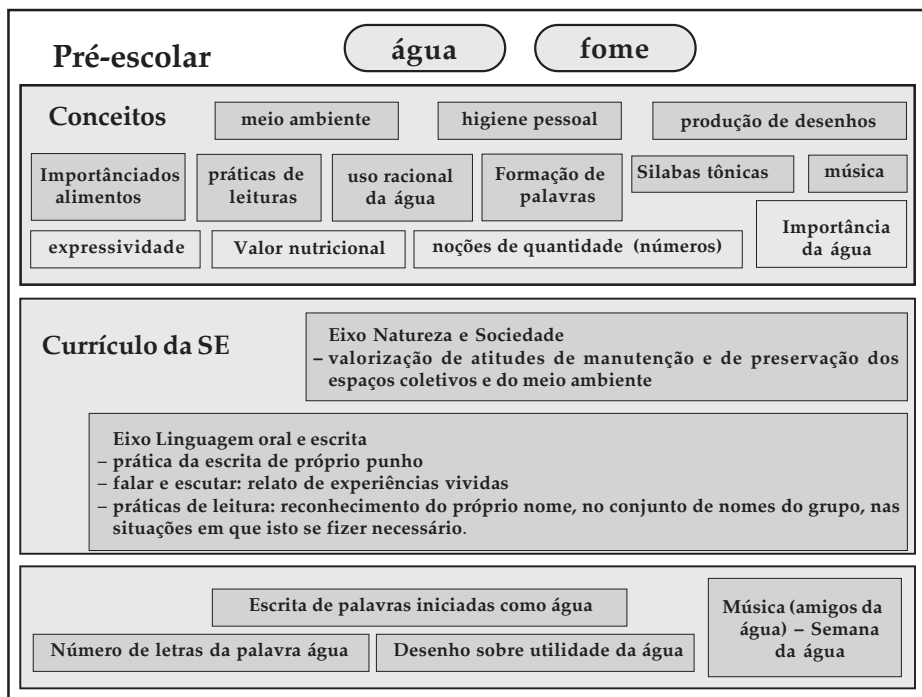 Pré-escolar
água
fome
Conceitos
meio ambiente
higiene pessoal
produção de desenhos
Importânciados
alimentos
práticas de
leituras
uso racional
da água
Formação de
palavras
Silabas tônicas
música
expressividade
Valor nutricional
noções de quantidade (números)
Importância
da água
Currículo da SE
Eixo Natureza e Sociedade
– valorização de atitudes de manutenção e de preservação dos
espaços coletivos e do meio ambiente
Eixo Linguagem oral e escrita
– prática da escrita de próprio punho
– falar e escutar: relato de experiências vividas
– práticas de leitura: reconhecimento do próprio nome, no conjunto de nomes do grupo, nas
situações em que isto se fizer necessário.
Escrita de palavras iniciadas como água
Número de letras da palavra água
Desenho sobre utilidade da água
Música (amigos da
água) – Semana
da água